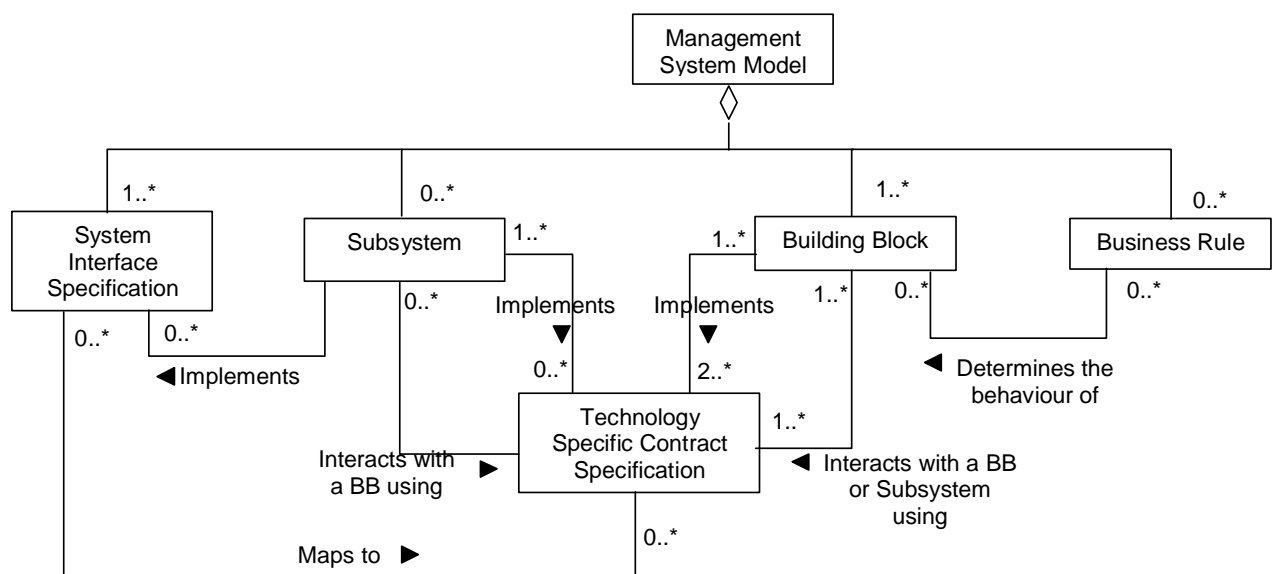 Management
System Model
1..*
0..*
1..*
0..*
System
Interface
Specification
Subsystem
Building Block
Business Rule
1..*
1..*
0..*
0..*
0..*
1..*
0..*
0..*
Implements
Implements
Implements
0..*
2..*
Determines the
behaviour of
Technology
Specific Contract
Specification
1..*
Interacts with
a BB using
Interacts with a BB
or Subsystem
using
0..*
Maps to